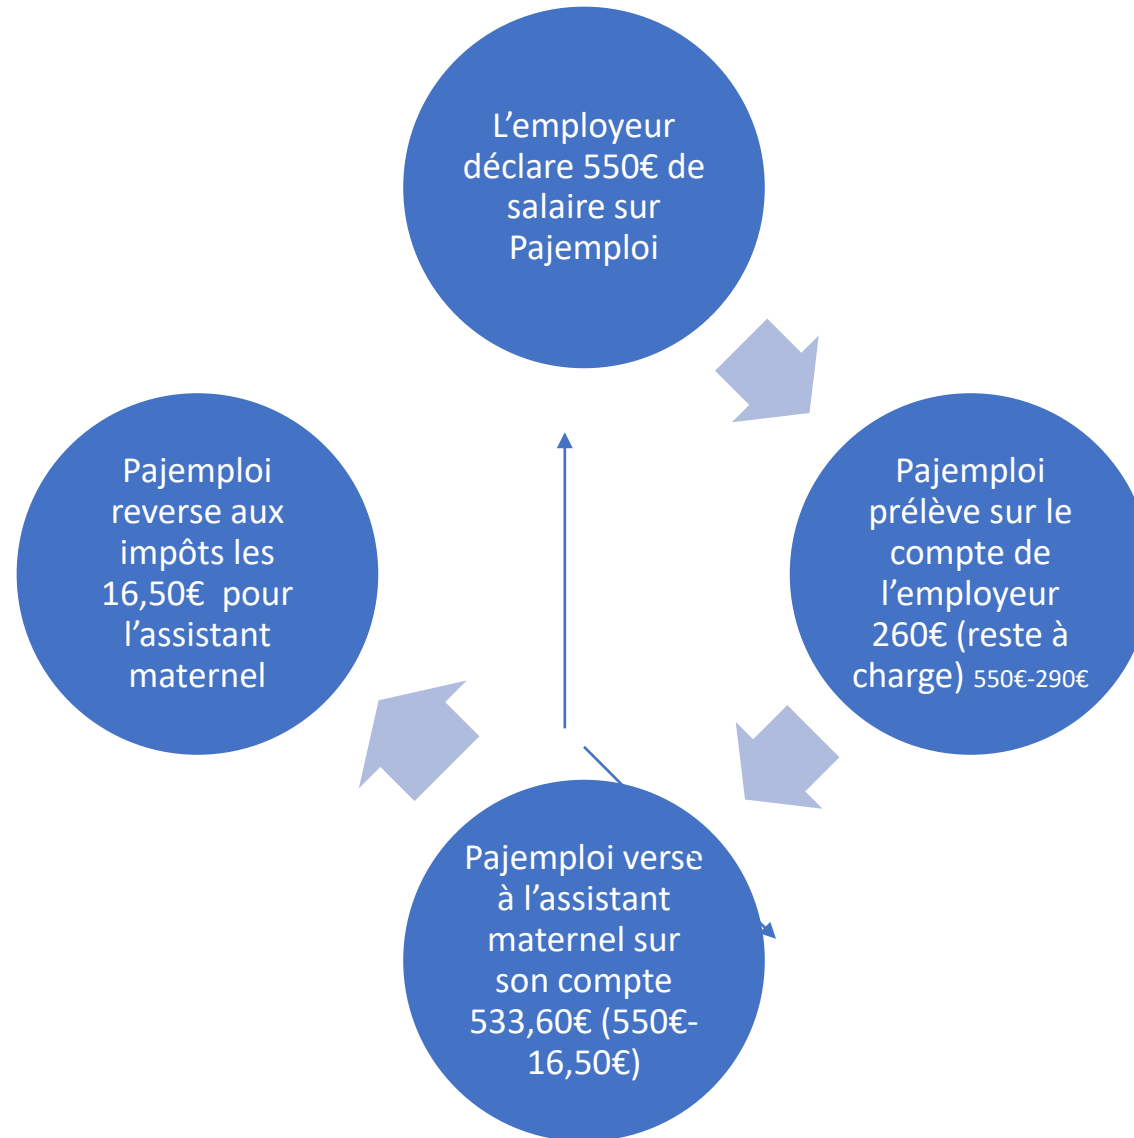 L’employeur
déclare 550€ de
salaire sur
Pajemploi
Pajemploi
prélève sur le
compte de
l’employeur
260€ (reste à
charge) 550€-290€
Pajemploi verse
à l’assistant
maternel sur
son compte
533,60€ (550€-
16,50€)
Pajemploi
reverse aux
impôts les
16,50€  pour
l’assistant
maternel